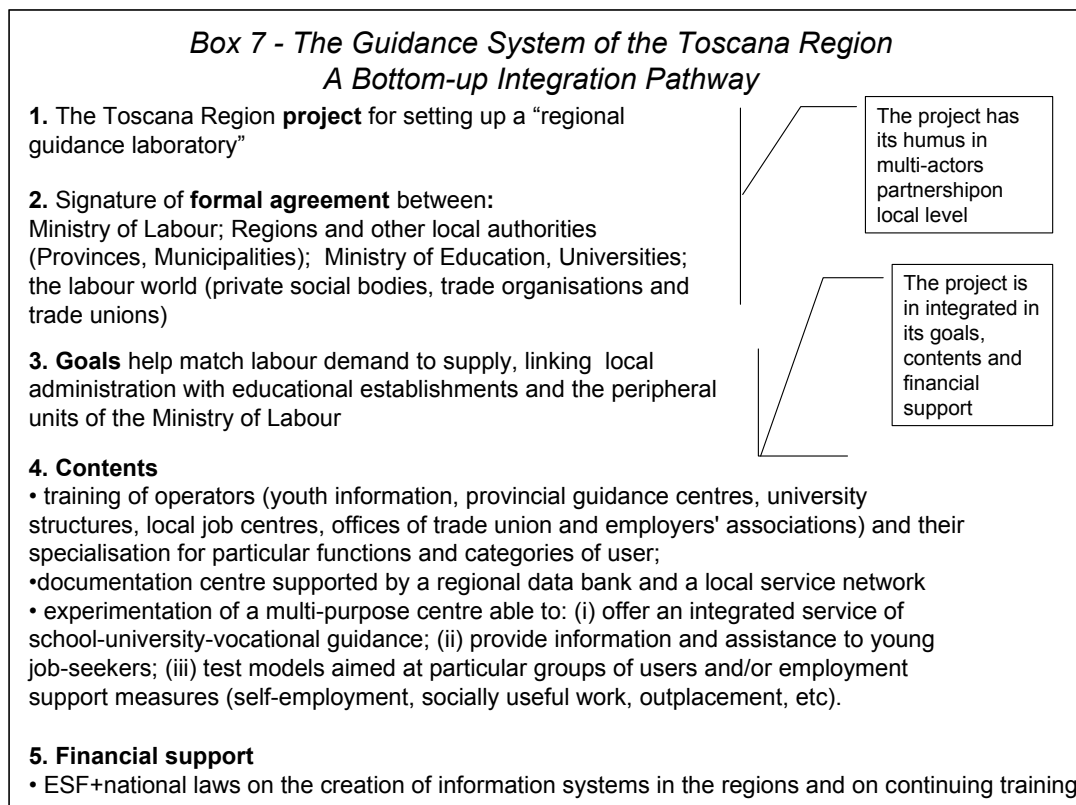 Box 7 - The Guidance System of the Toscana Region
A Bottom-up Integration Pathway
1. The Toscana Region project for setting up a “regional
guidance laboratory”
2. Signature of formal agreement between:
Ministry of Labour; Regions and other local authorities
(Provinces, Municipalities);  Ministry of Education, Universities;
the labour world (private social bodies, trade organisations and
trade unions)
3. Goals help match labour demand to supply, linking  local
administration with educational establishments and the peripheral
units of the Ministry of Labour
The project has
its humus in
multi-actors
partnershipon
local level
The project is
in integrated in
its goals,
contents and
financial
support
4. Contents
• training of operators (youth information, provincial guidance centres, university
structures, local job centres, offices of trade union and employers' associations) and their
specialisation for particular functions and categories of user;
•documentation centre supported by a regional data bank and a local service network
• experimentation of a multi-purpose centre able to: (i) offer an integrated service of
school-university-vocational guidance; (ii) provide information and assistance to young
job-seekers; (iii) test models aimed at particular groups of users and/or employment
support measures (self-employment, socially useful work, outplacement, etc).
5. Financial support
• ESF+national laws on the creation of information systems in the regions and on continuing training